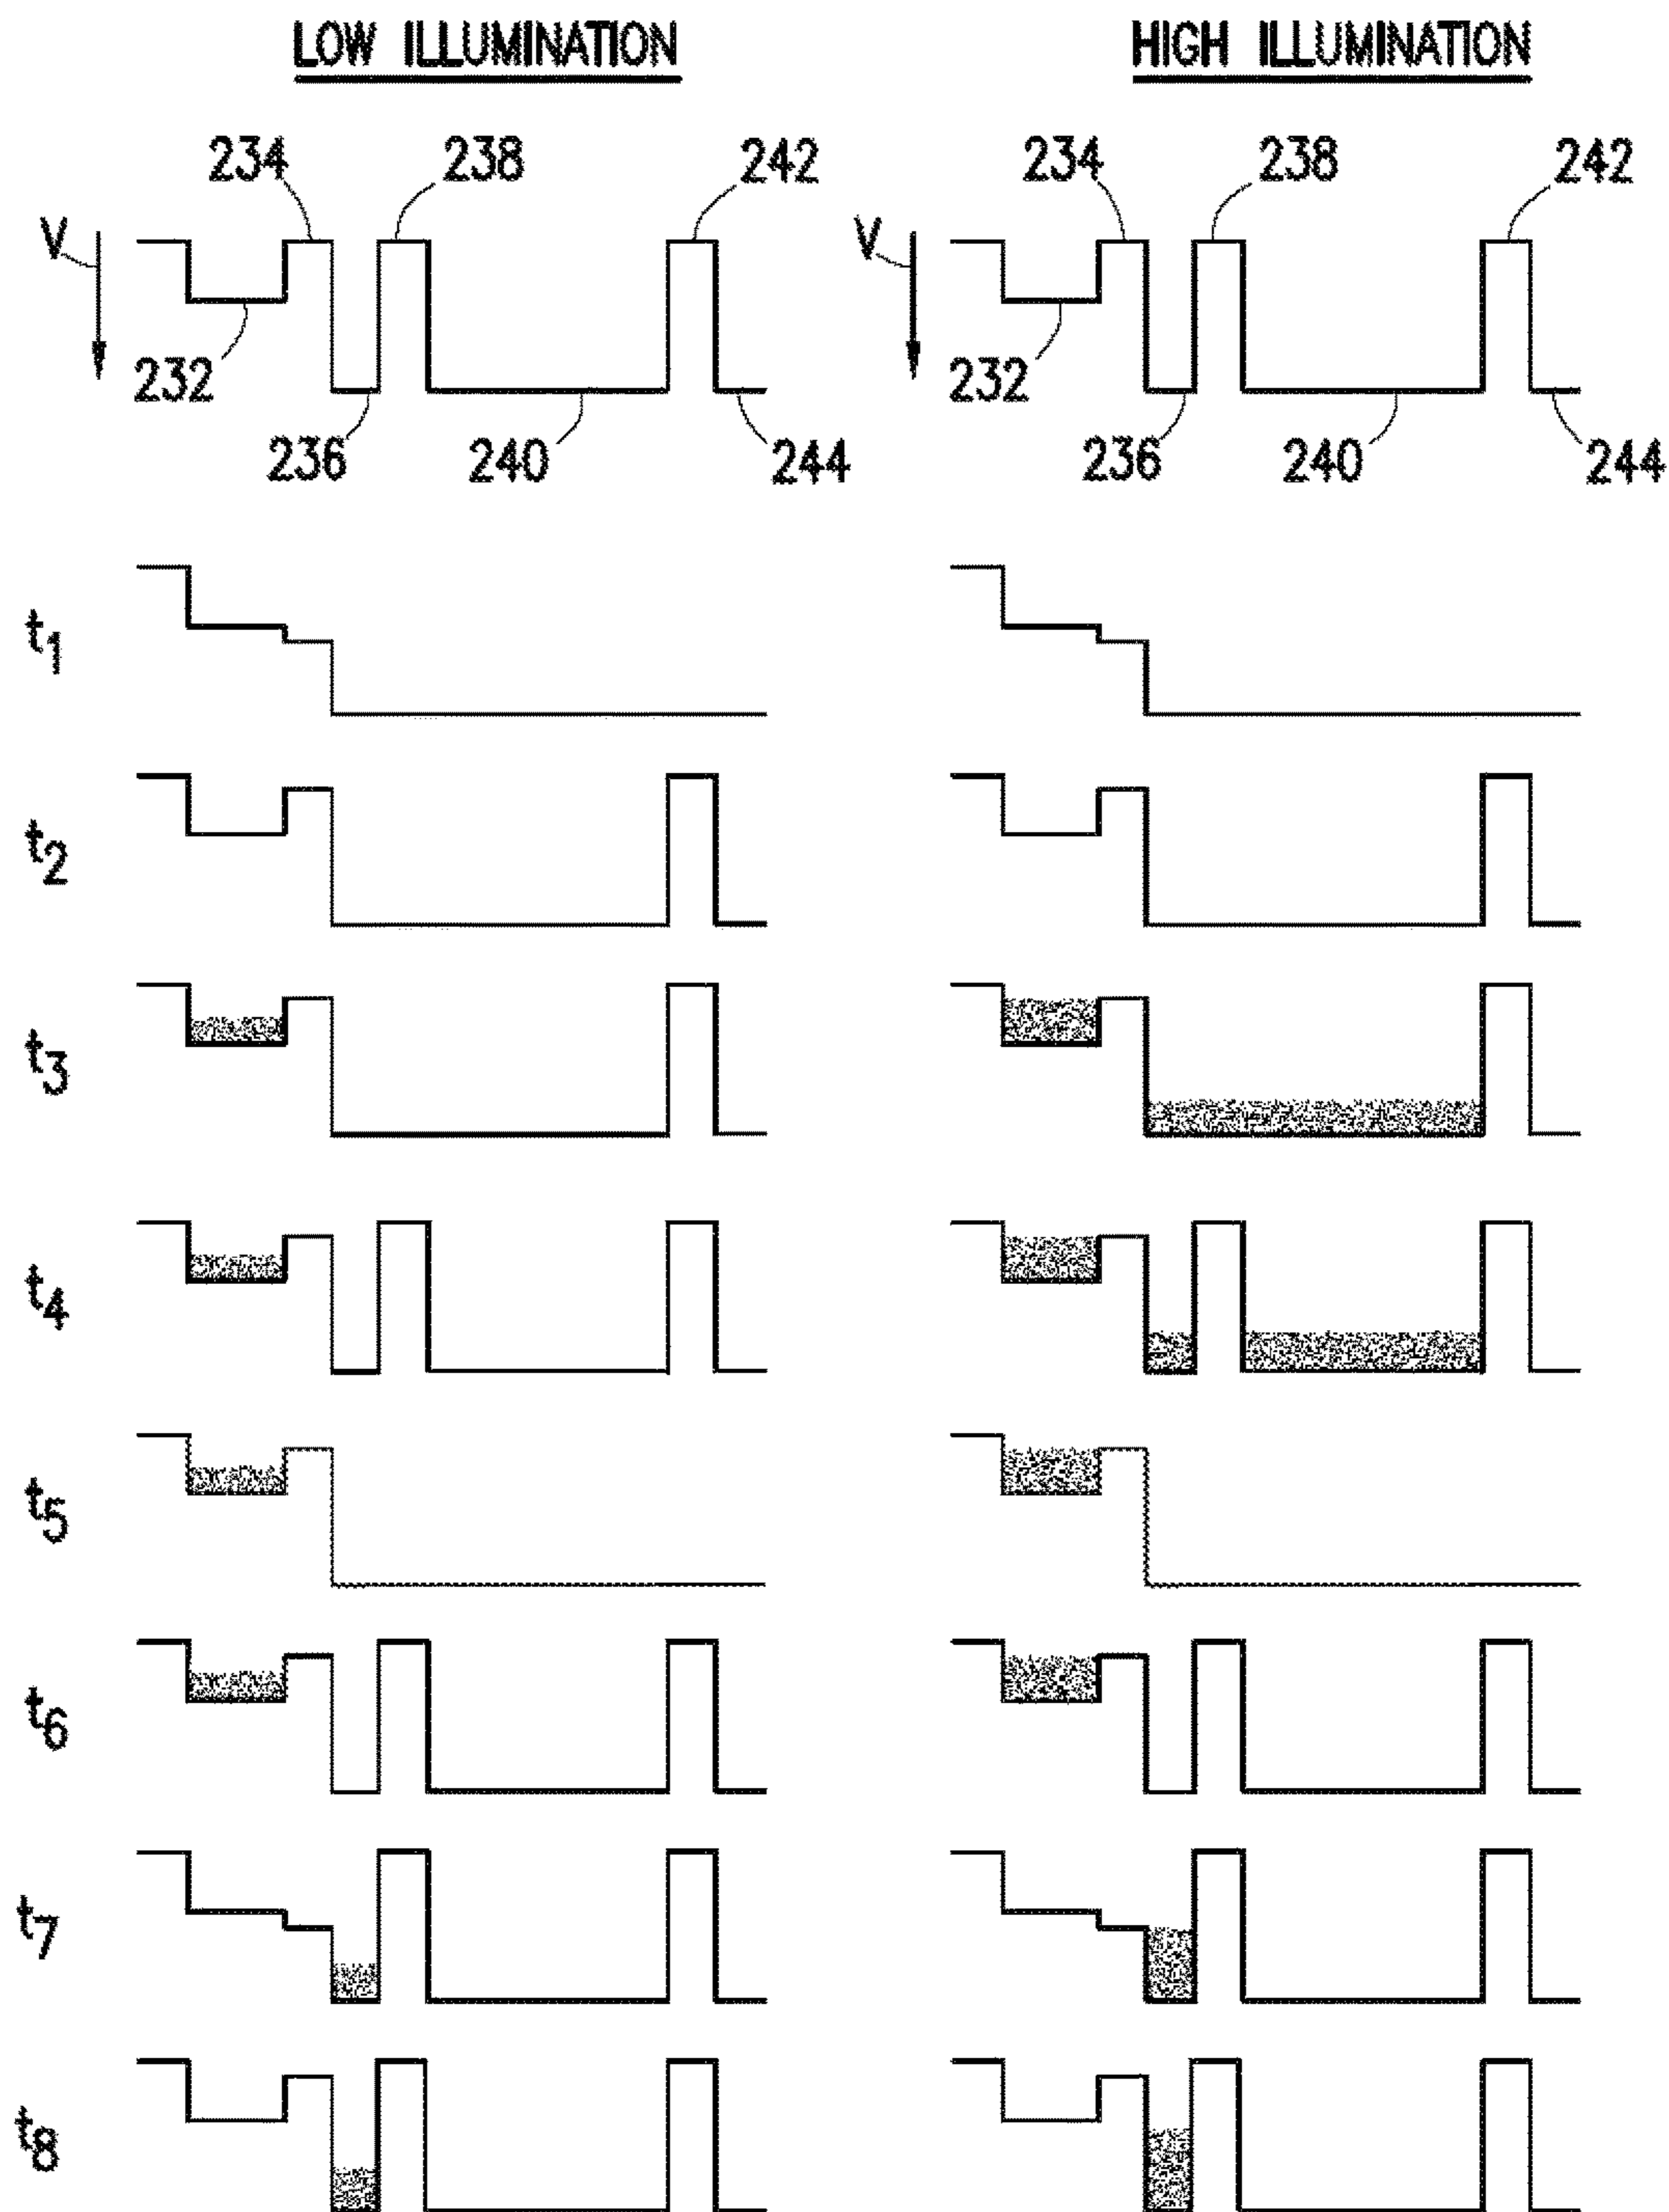 LOW ILLUMINATION HIGH ILLUMINATION
234 238 242 234 238 242
V V
232 232
236 240 244 236 240 244
t1
t2
t3
t4
t5
t6
t7
t8